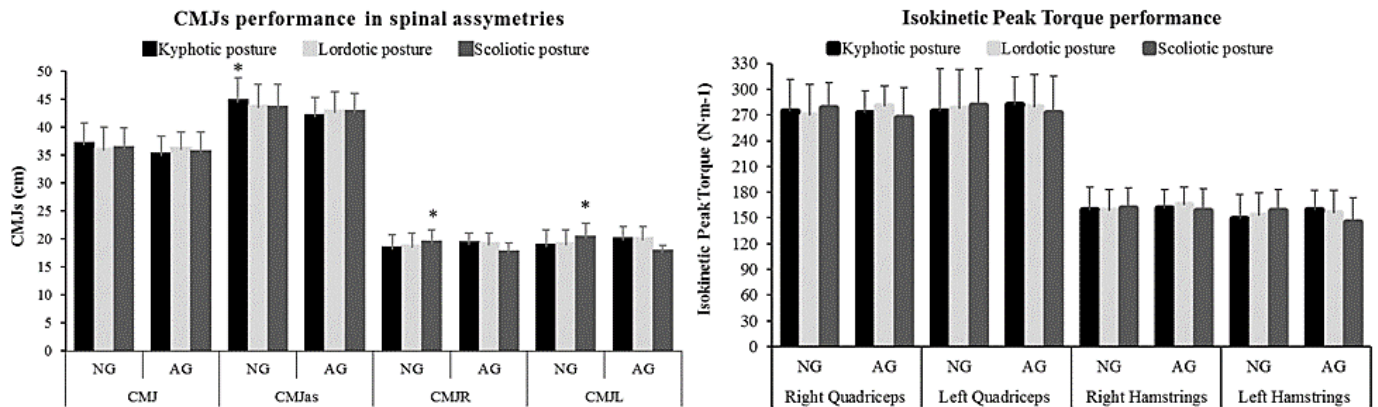 CMJs performance in spinal assymetries
Kyphotic posture Lordotic posture Scoliotic posture
50
45
40
35
30
25
20
15
10
5
0
CMJs (cm)
*
*
*
NG AG NG AG NG AG NG AG
CMJ CMJas CMJR CMJL
Isokinetic Peak Torque performance
Kyphotic posture Lordotic posture Scoliotic posture
330
300
270
240
210
180
150
120
90
60
30
0
Isokinetic Peak Torque (N·m-1)
NG AG NG AG NG AG NG AG
Right Quadriceps Left Quadriceps Right Hamstrings Left Hamstrings